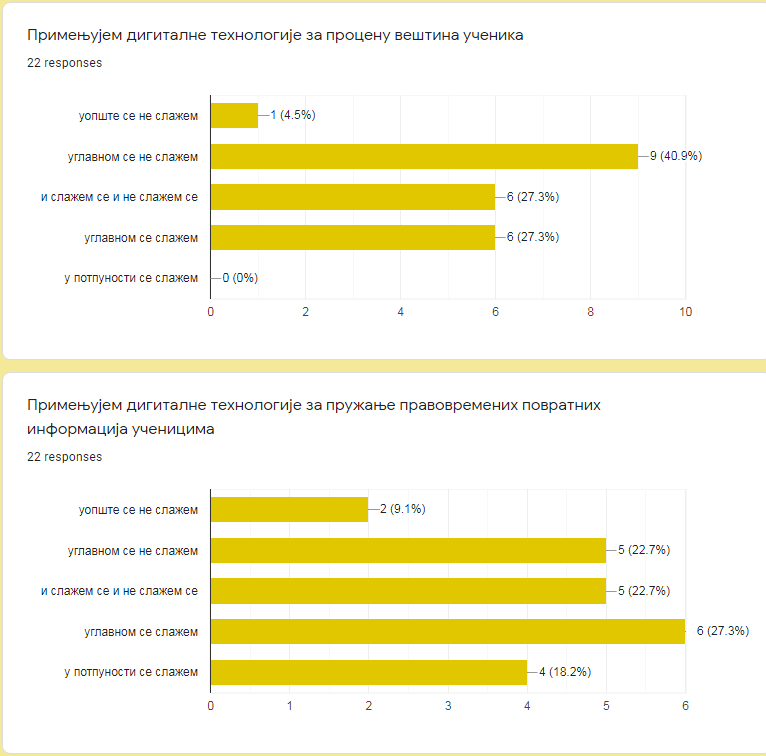 Примењујем дигиталне технологије за процену вештина ученика
22 responses
уопште се не слажем
1 (4.5%)
углавном се не слажем
9 (40.9%)
и слажем се и не слажем се
6 (27.3%)
углавном се слажем
6 (27.3%)
у потпуности се слажем
0 (0%)
0 2 4 6 8 10
Примењујем дигиталне технологије за пружање правовремених повратних
информација ученицима
22 responses
уопште се не слажем
2 (9.1%)
углавном се не слажем
5 (22.7%)
и слажем се и не слажем се
5 (22.7%)
углавном се слажем
6 (27.3%)
у потпуности се слажем
4 (18.2%)
0 1 2 3 4 5 6